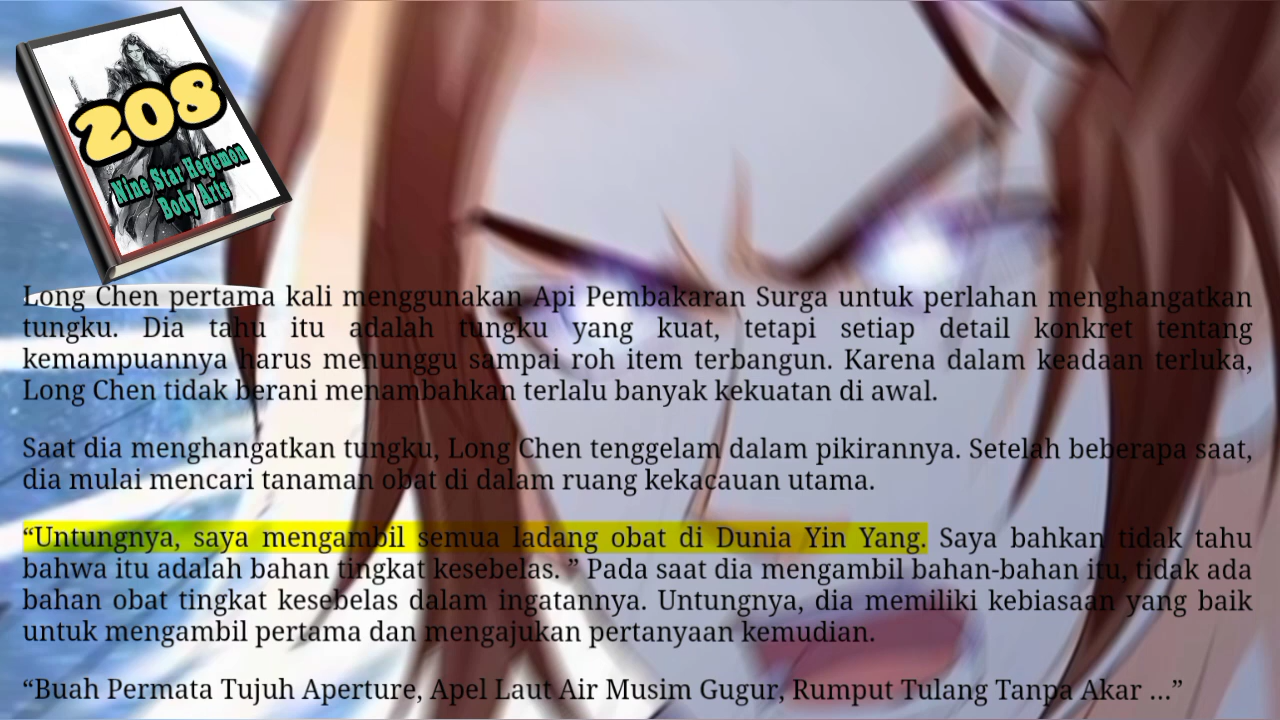 208
Nine Star Hegemon
Body Arts
Long Chen pertama kali menggunakan Api Pembakaran Surga untuk perlahan menghangatkan
tungku. Dia tahu itu adalah tungku yang kuat, tetapi setiap detail konkret tentang
kemampuannya harus menunggu sampai roh item terbangun. Karena dalam keadaan terluka,
Long Chen tidak berani menambahkan terlalu banyak kekuatan di awal.
Saat dia menghangatkan tungku, Long Chen tenggelam dalam pikirannya. Setelah beberapa saat,
dia mulai mencari tanaman obat di dalam ruang kekacauan utama.
“Untungnya, saya mengambil semua ladang obat di Dunia Yin Yang. Saya bahkan tidak tahu
bahwa itu adalah bahan tingkat kesebelas. ” Pada saat dia mengambil bahan-bahan itu, tidak ada
bahan obat tingkat kesebelas dalam ingatannya. Untungnya, dia memiliki kebiasaan yang baik
untuk mengambil pertama dan mengajukan pertanyaan kemudian.
“Buah Permata Tujuh Aperture, Apel Laut Air Musim Gugur, Rumput Tulang Tanpa Akar …”